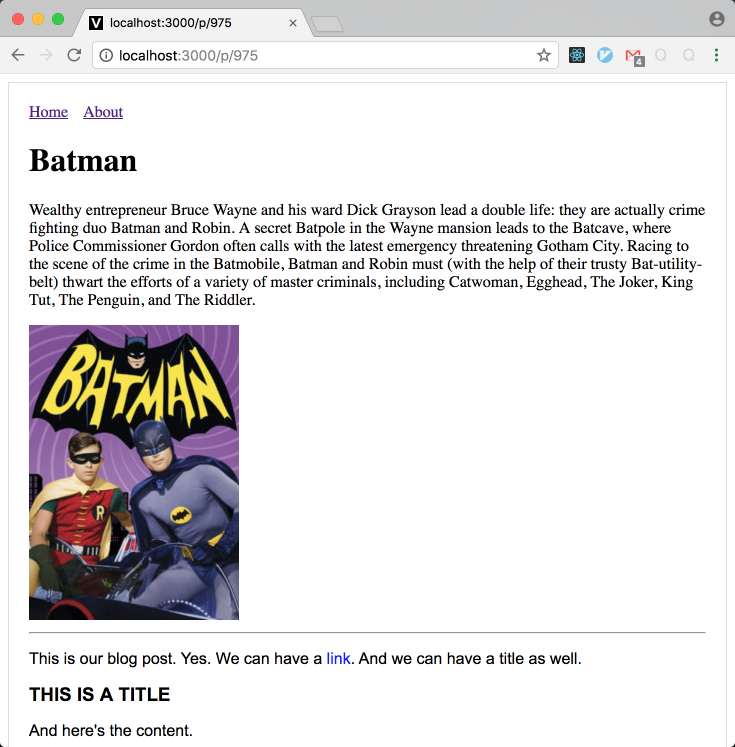 V localhost:3000/p/975
localhost:3000/p/975
4
Home About
Batman
Wealthy entrepreneur Bruce Wayne and his ward Dick Grayson lead a double life: they are actually crime
fighting duo Batman and Robin. A secret Batpole in the Wayne mansion leads to the Batcave, where
Police Commissioner Gordon often calls with the latest emergency threatening Gotham City. Racing to
the scene of the crime in the Batmobile, Batman and Robin must (with the help of their trusty Bat-utility-
belt) thwart the efforts of a variety of master criminals, including Catwoman, Egghead, The Joker, King
Tut, The Penguin, and The Riddler.
BATMAN
R
This is our blog post. Yes. We can have a link. And we can have a title as well.
THIS IS A TITLE
And here's the content.